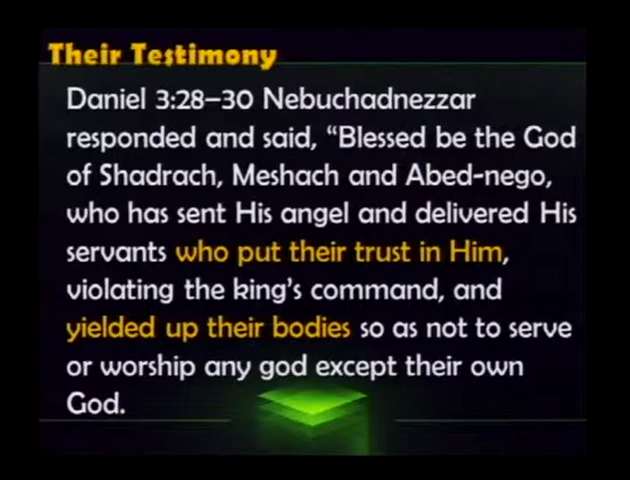 Their Testimony
Daniel 3:28–30 Nebuchadnezzar
responded and said, “Blessed be the God
of Shadrach, Meshach and Abed-nego,
who has sent His angel and delivered His
servants who put their trust in Him,
violating the king’s command, and
yielded up their bodies so as not to serve
or worship any god except their own
God.